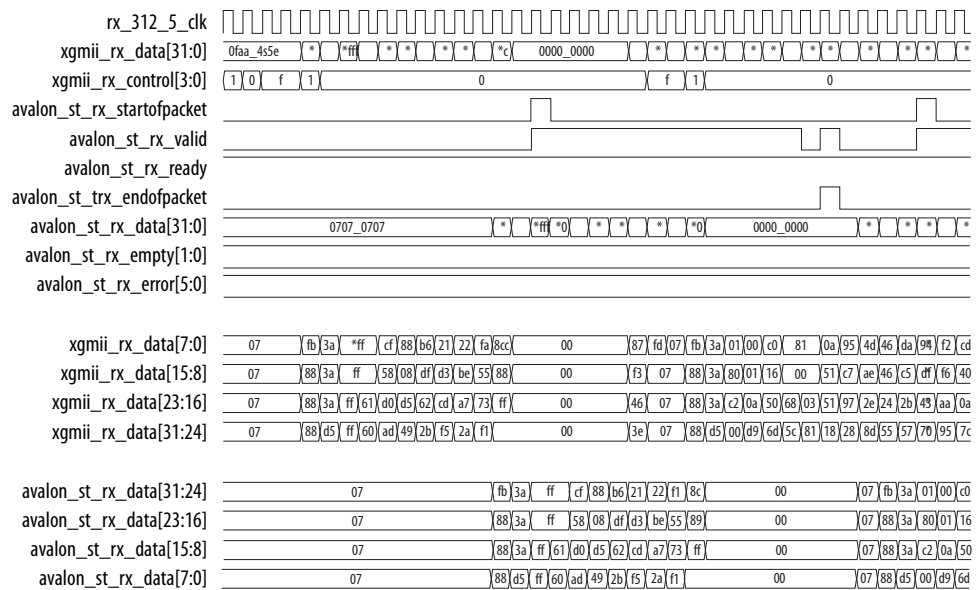 rx_312_5_clk
xgmii_rx_data[31:0] 0faa_4s5e * *fff * * * * *c 0000_0000 * * * * * * * * *
xgmii_rx_control[3:0] 1 0 f 1 0 f 1 0
avalon_st_rx_startofpacket
avalon_st_rx_valid
avalon_st_rx_ready
avalon_st_trx_endofpacket
avalon_st_rx_data[31:0] 0707_0707 * *fff *0 * * * *0 0000_0000 * * * *
avalon_st_rx_empty[1:0]
avalon_st_rx_error[5:0]
xgmii_rx_data[7:0] 07 fb 3a *ff cf 88 b6 21 22 fa 8cc 00 87 fd 07 fb 3a 01 00 c0 81 0a 95 4d 46 da f2 cd
xgmii_rx_data[15:8] 07 88 3a ff 58 08 df d3 be 55 88 00 f3 07 88 3a 80 01 16 00 51 c7 ae 46 c5 df f6 40
xgmii_rx_data[23:16] 07 88 3a ff 61 d0 d5 62 cd a7 73 ff 00 46 07 88 3a c2 0a 50 68 03 51 97 2e 24 2b aa 0a
xgmii_rx_data[31:24] 07 88 d5 ff 60 ad 49 2b f5 2a f1 00 3e 07 88 d5 00 d9 6d 5c 81 18 28 8d 55 57 95 7c
avalon_st_rx_data[31:24] 07 fb 3a ff cf 88 b6 21 22 f1 8c 00 07 fb 3a 01 00 c0
avalon_st_rx_data[23:16] 07 88 3a ff 58 08 df d3 be 55 89 00 07 88 3a 80 01 16
avalon_st_rx_data[15:8] 07 88 3a ff 61 d0 d5 62 cd a7 73 ff 00 07 88 3a c2 0a 50
avalon_st_rx_data[7:0] 07 88 d5 ff 60 ad 49 2b f5 2a f1 00 07 88 d5 00 d9 6d